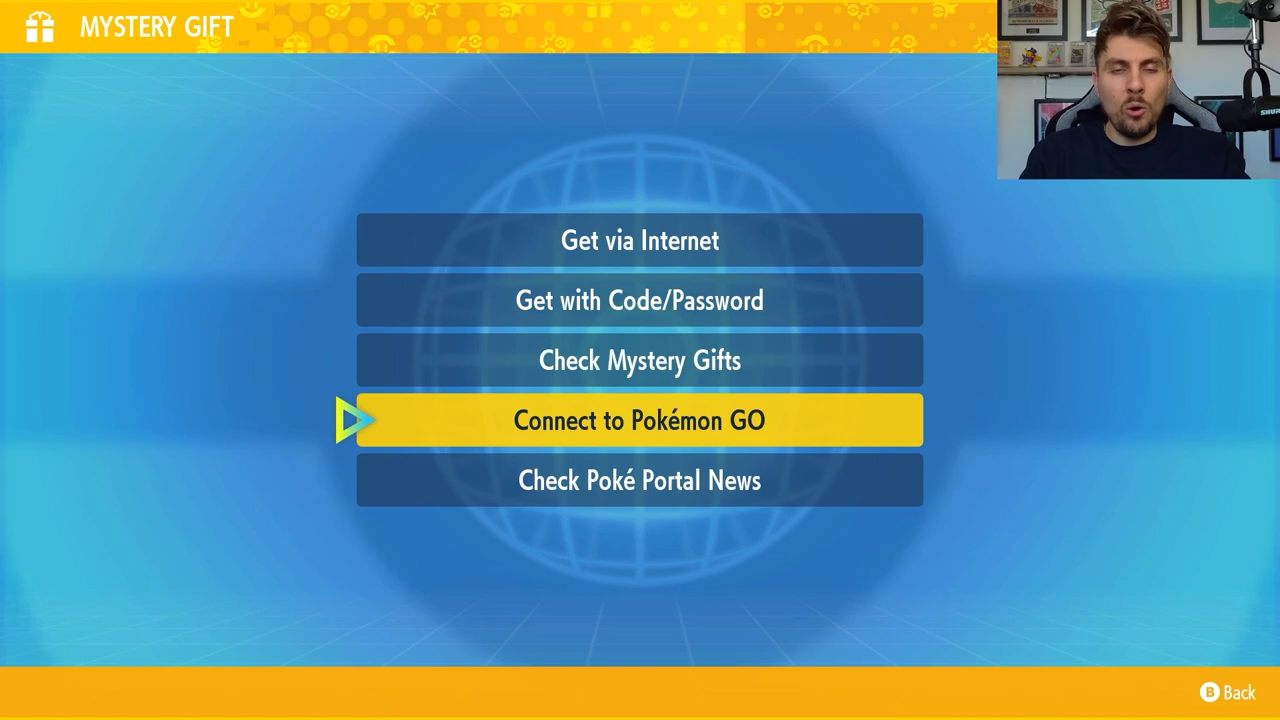 MYSTERY GIFT
SHUR
Get via Internet
Get with Code/Password
Check Mystery Gifts
Connect to Pokémon GO
Check Poké Portal News
B Back